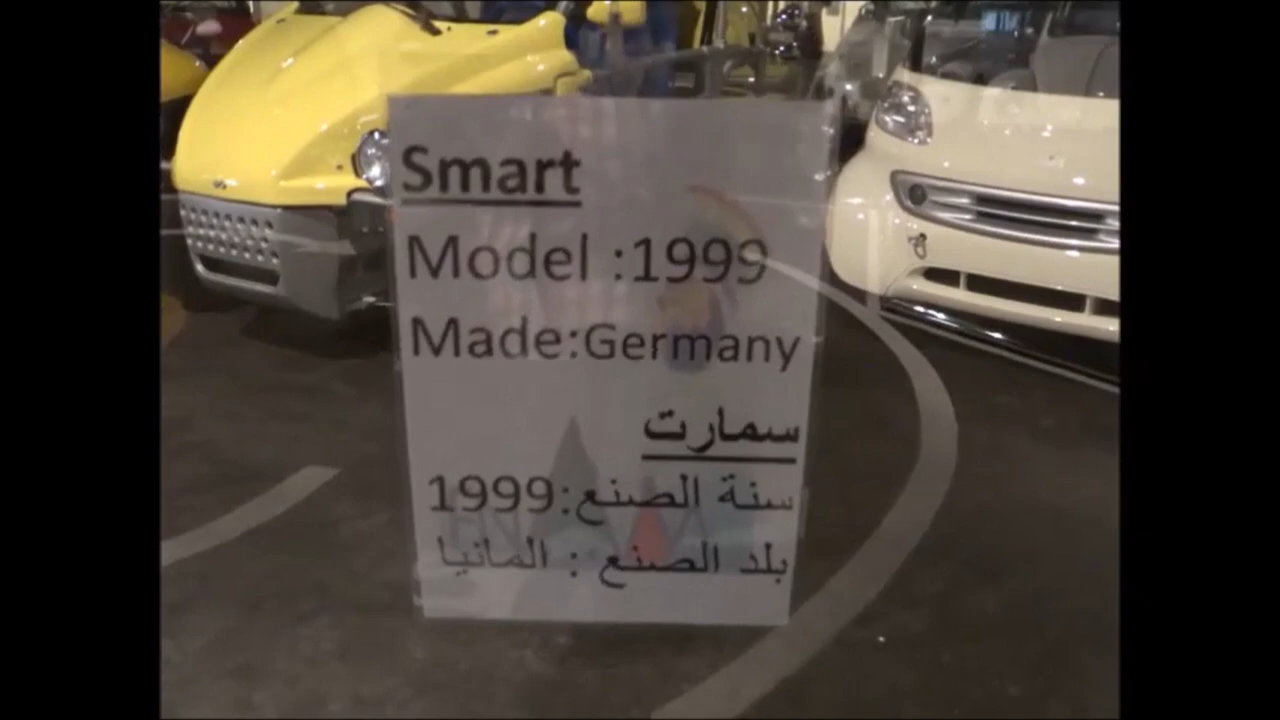 Smart
Model :1999
Made:Germany
سمارت
سنة الصنع:1999
بلد الصنع : المانيا